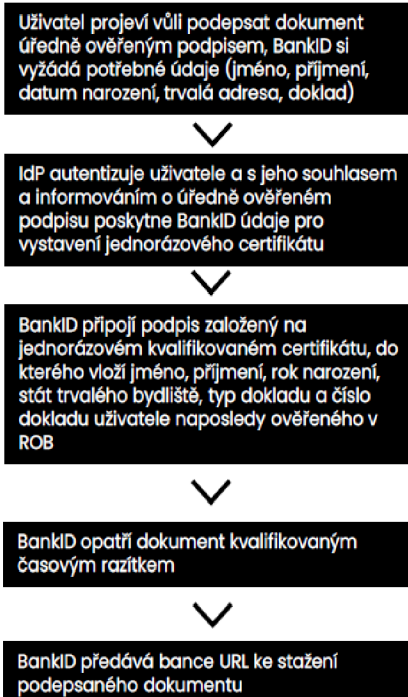 Uživatel projeví vůli podepsat dokument
úředně ověřeným podpisem, BankID si
vyžádá potřebné údaje (jméno, příjmení,
datum narození, trvalá adresa, doklad)
IdP autentizuje uživatele a s jeho souhlasem
a informováním o úředně ověřeném
podpisu poskytne BankID údaje pro
vystavení jednorázového certifikátu
BankID připojí podpis založený na
jednorázovém kvalifikovaném certifikátu, do
kterého vloží jméno, příjmení, rok narození,
stát trvalého bydliště, typ dokladu a číslo
dokladu uživatele naposledy ověřeného v
ROB
BankID opatří dokument kvalifikovaným
časovým razítkem
BankID předává bance URL ke stažení
podepsaného dokumentu